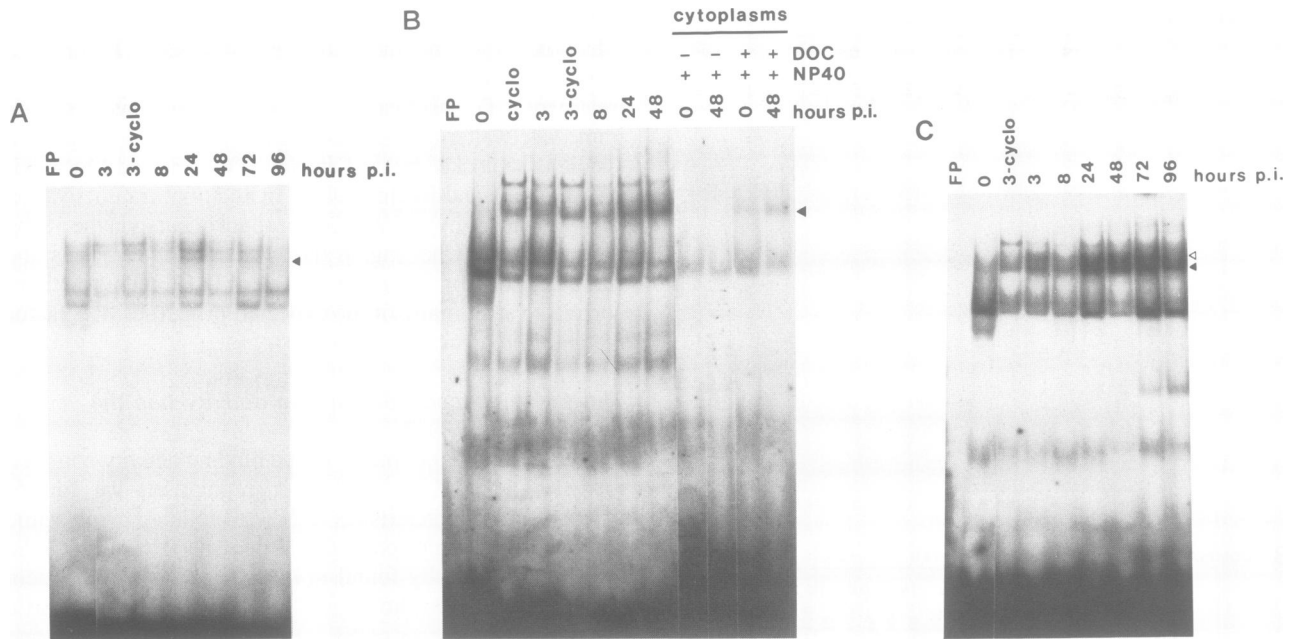 A
FP
0
3
3-cyclo
8
24
48
72
96
hours p.i.
B
cytoplasms
- - + + DOC
+ + + + NP40
FP
0
cyclo
3
3-cyclo
8
24
48
0
48
0
48
hours p.i.
C
FP
0
3-cyclo
3
8
24
48
72
96
hours p.i.